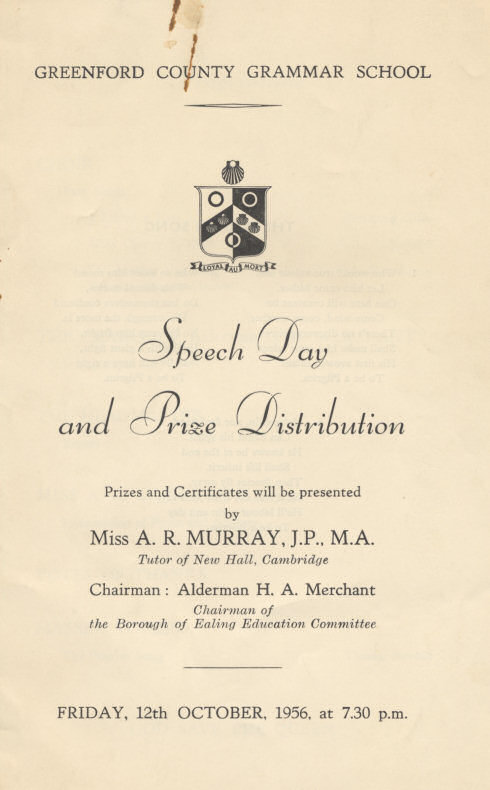 GREENFORD COUNTY GRAMMAR SCHOOL
LOYAL AU MORT
Speech Day
and Prize Distribution
Prizes and Certificates will be presented
by
Miss A. R. MURRAY, J.P., M.A.
Tutor of New Hall, Cambridge
Chairman : Alderman H. A. Merchant
Chairman of
the Borough of Ealing Education Committee
FRIDAY, 12th OCTOBER, 1956, at 7.30 p.m.